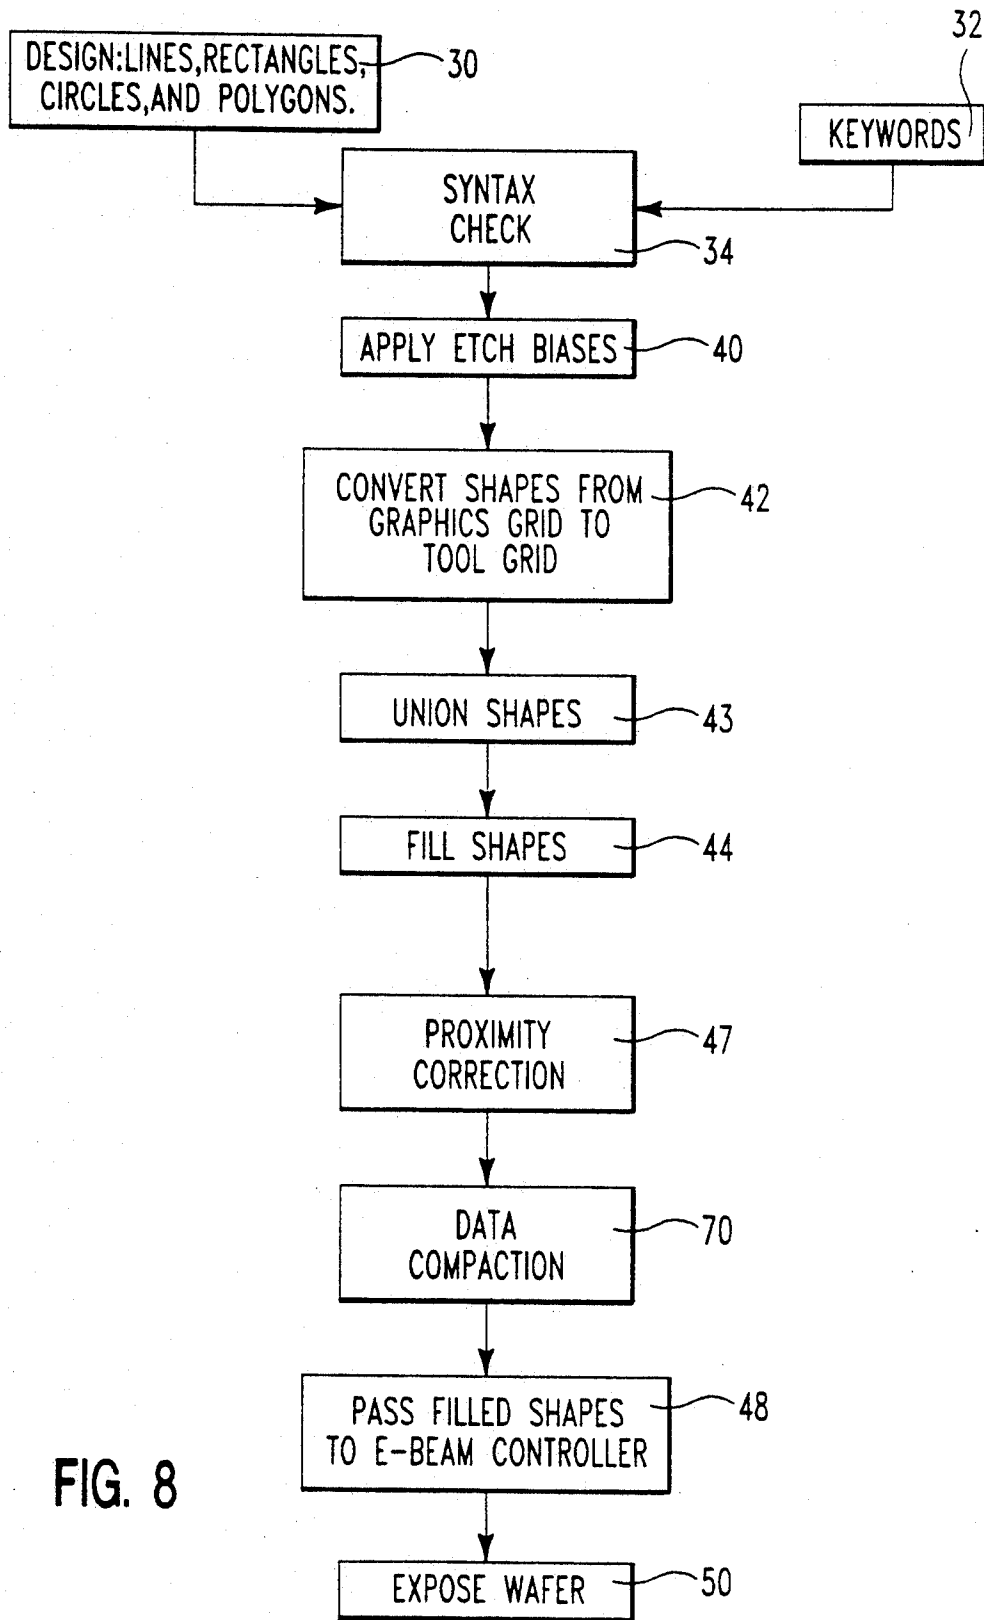 32
DESIGN:LINES,RECTANGLES,
CIRCLES,AND POLYGONS.
30
KEYWORDS
SYNTAX
CHECK
34
APPLY ETCH BIASES
40
CONVERT SHAPES FROM
GRAPHICS GRID TO
TOOL GRID
42
UNION SHAPES
43
FILL SHAPES
44
PROXIMITY
CORRECTION
47
DATA
COMPACTION
70
PASS FILLED SHAPES
TO E-BEAM CONTROLLER
48
FIG. 8
EXPOSE WAFER
50